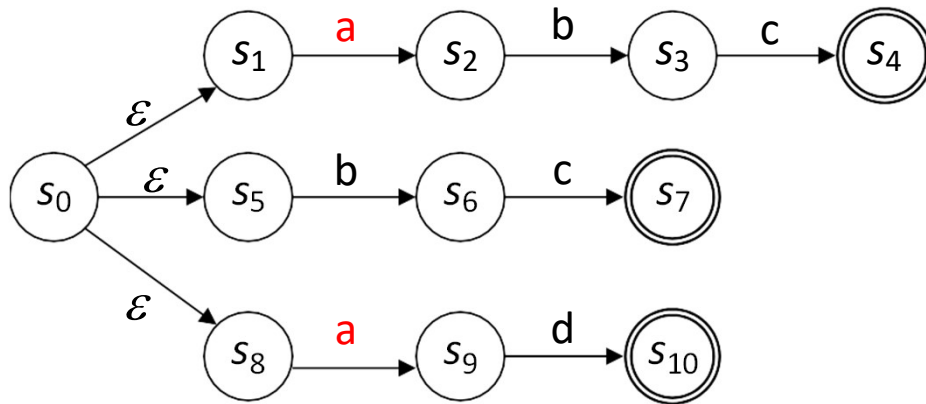 a b c
s1 s2 s3 s4
ε
ε b c
s0 s5 s6 s7
ε a d
s8 s9 s10